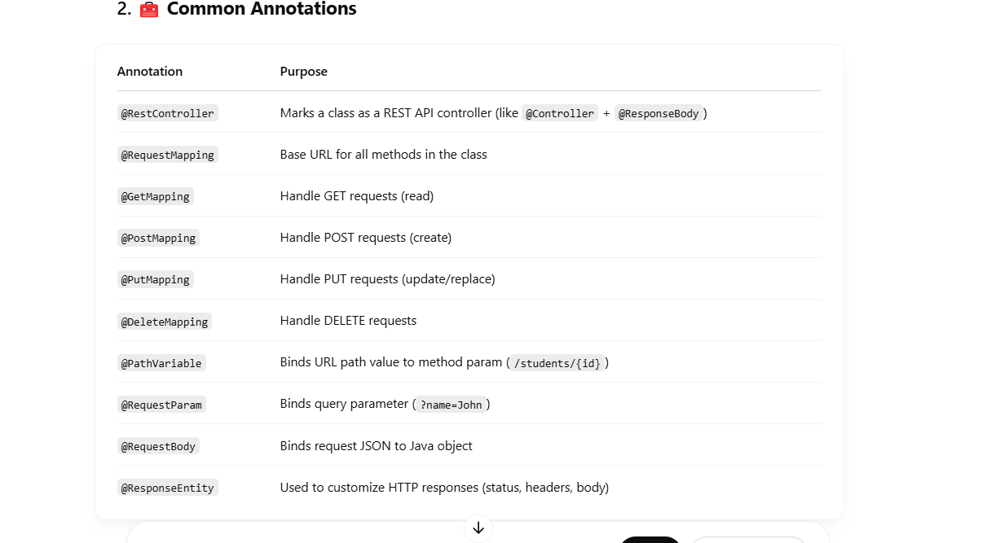 2. 🧰 Common Annotations
Annotation Purpose
@RestController Marks a class as a REST API controller (like @Controller + @ResponseBody)
@RequestMapping Base URL for all methods in the class
@GetMapping Handle GET requests (read)
@PostMapping Handle POST requests (create)
@PutMapping Handle PUT requests (update/replace)
@DeleteMapping Handle DELETE requests
@PathVariable Binds URL path value to method param (/students/{id})
@RequestParam Binds query parameter (?name=John)
@RequestBody Binds request JSON to Java object
@ResponseEntity Used to customize HTTP responses (status, headers, body)